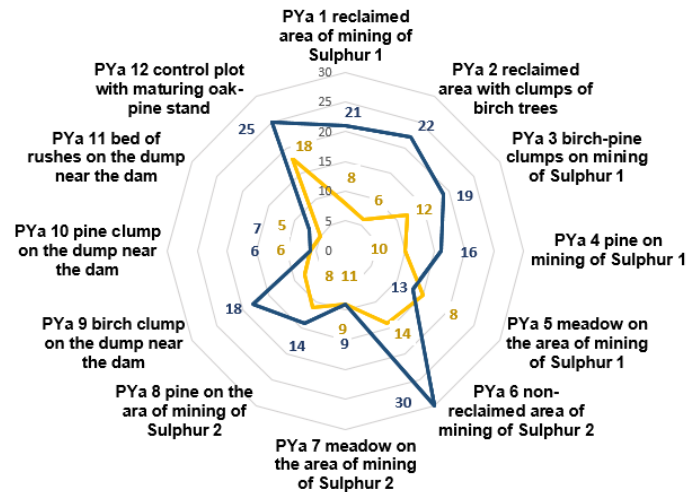 PYa 1 reclaimed
area of mining of
Sulphur 1
PYa 2 reclaimed
area with clumps of
birch trees
PYa 3 birch-pine
clumps on mining
of Sulphur 1
PYa 4 pine on
mining of Sulphur 1
PYa 5 meadow on
the area of mining
of Sulphur 1
PYa 6 non-
reclaimed area of
mining of Sulphur 2
PYa 7 meadow on
the area of mining
of Sulphur 2
PYa 8 pine on the
ara of mining of
Sulphur 2
PYa 9 birch clump
on the dump near
the dam
PYa 10 pine clump
on the dump near
the dam
PYa 11 bed of
rushes on the dump
near the dam
PYa 12 control plot
with maturing oak-
pine stand
30
25
20
15
10
5
0
21
22
19
16
13
30
9
14
18
6
7
25
8
6
12
10
8
14
9
11
8
6
5
18